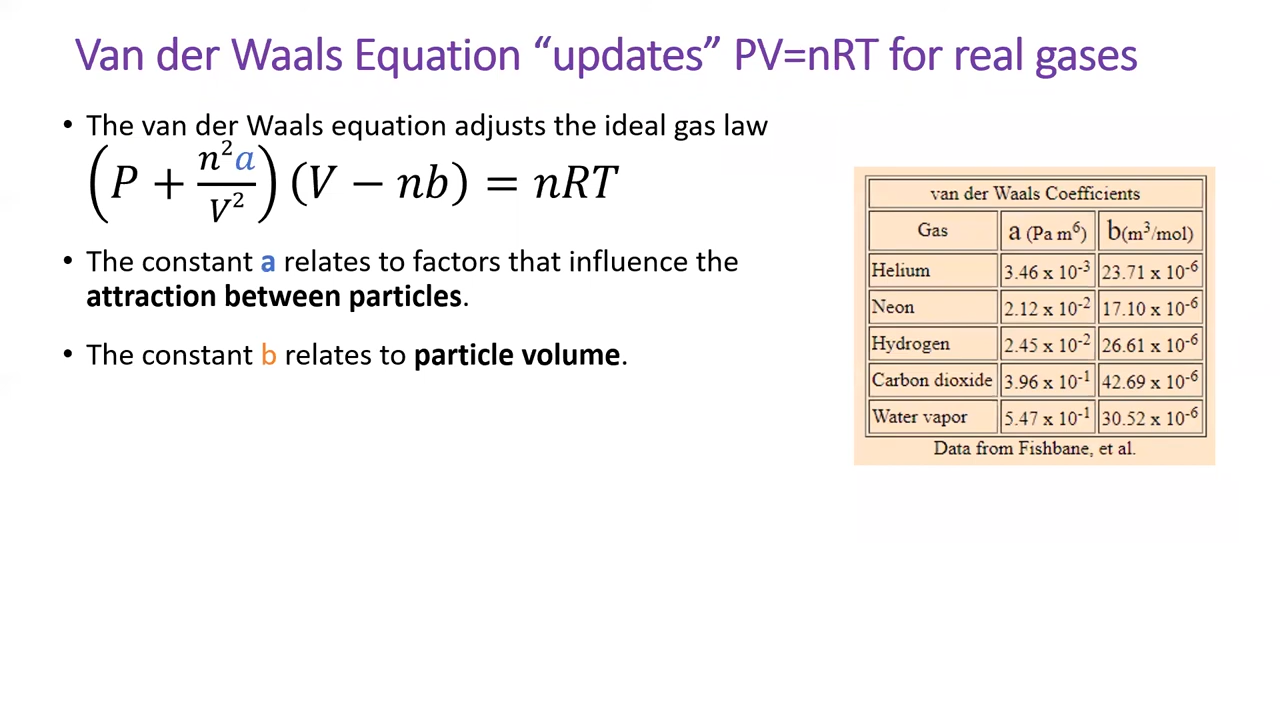 Van der Waals Equation “updates” PV=nRT for real gases
• The van der Waals equation adjusts the ideal gas law
(P + n²a/V²) (V − nb) = nRT
• The constant a relates to factors that influence the
attraction between particles.
• The constant b relates to particle volume.
van der Waals Coefficients
Gas a (Pa m⁶) b(m³/mol)
Helium 3.46 x 10⁻³ 23.71 x 10⁻⁶
Neon 2.12 x 10⁻² 17.10 x 10⁻⁶
Hydrogen 2.45 x 10⁻² 26.61 x 10⁻⁶
Carbon dioxide 3.96 x 10⁻¹ 42.69 x 10⁻⁶
Water vapor 5.47 x 10⁻¹ 30.52 x 10⁻⁶
Data from Fishbane, et al.